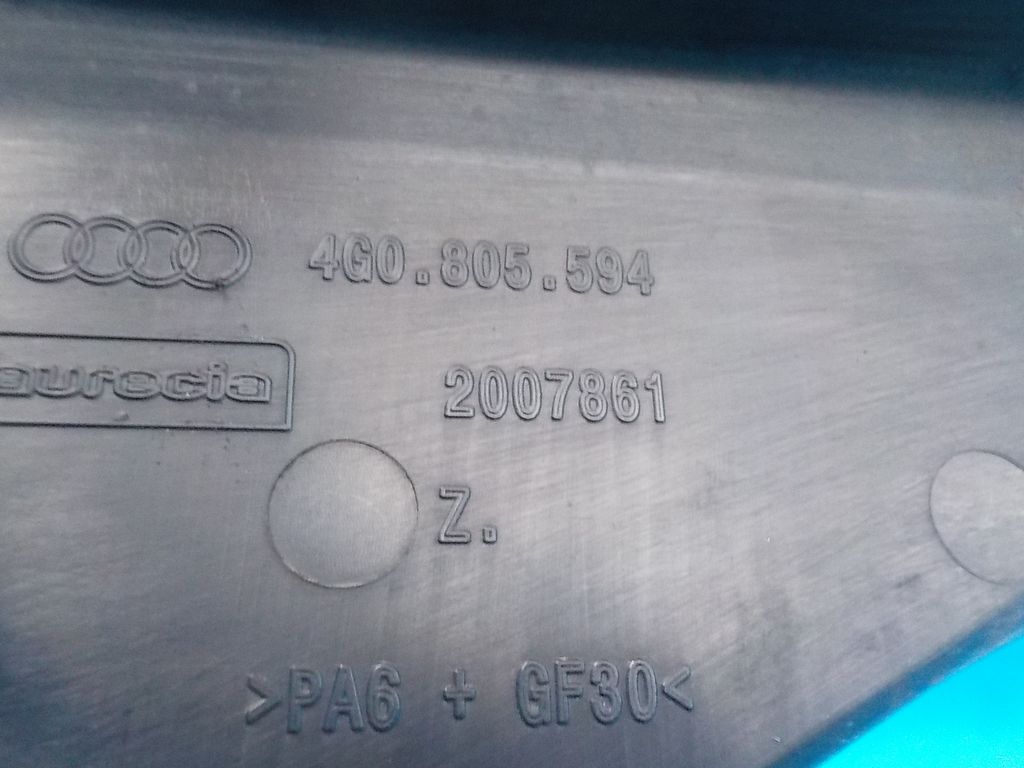 4G0.805.594
aurecia
2007861
Z.
>PA6 + GF30<